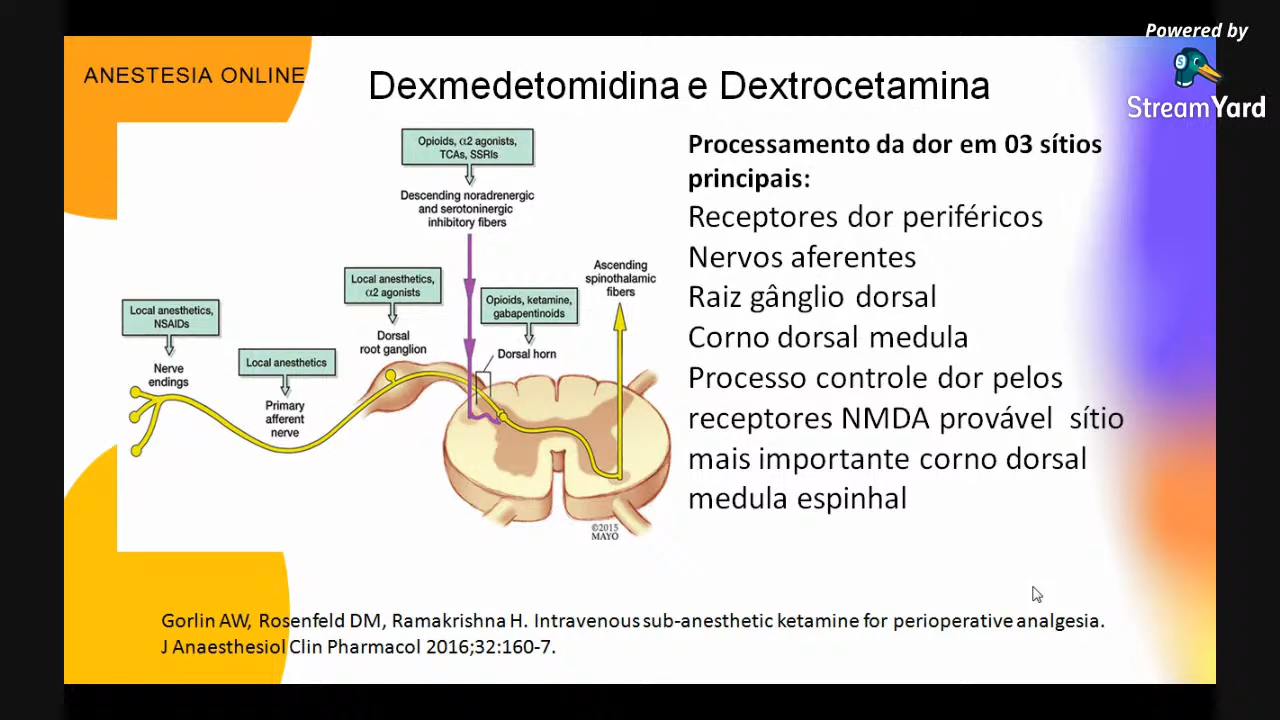 Powered by
StreamYard
ANESTESIA ONLINE
Dexmedetomidina e Dextrocetamina
Opioids, α2 agonists,
TCAs, SSRIs
Descending noradrenergic
and serotoninergic
inhibitory fibers
Ascending
spinothalamic
fibers
Local anesthetics,
α2 agonists
Opioids, ketamine,
gabapentinoids
Local anesthetics,
NSAIDs
Dorsal
root ganglion
Dorsal horn
Local anesthetics
Nerve
endings
Primary
afferent
nerve
©2015
MAYO
Processamento da dor em 03 sítios
principais:
Receptores dor periféricos
Nervos aferentes
Raiz gânglio dorsal
Corno dorsal medula
Processo controle dor pelos
receptores NMDA provável sítio
mais importante corno dorsal
medula espinhal
Gorlin AW, Rosenfeld DM, Ramakrishna H. Intravenous sub-anesthetic ketamine for perioperative analgesia.
J Anaesthesiol Clin Pharmacol 2016;32:160-7.